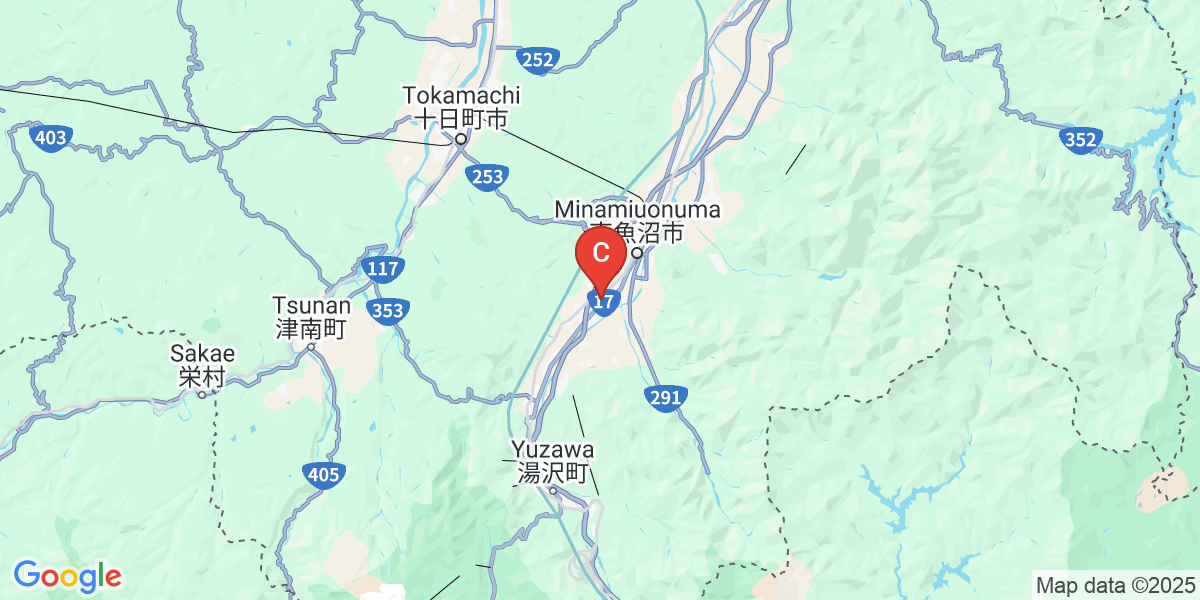 252
Tokamachi
十日町市
403
352
253
Minamiuonuma
魚沼市
C
117
17
Tsunan
津南町
353
Sakae
栄村
291
Yuzawa
湯沢町
405
Google
Map data ©2025